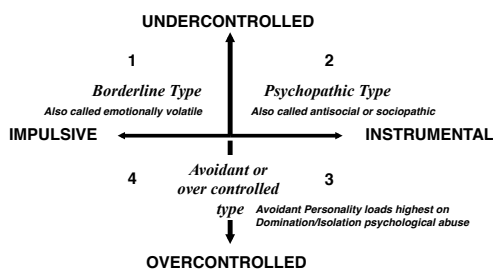 UNDERCONTROLLED
1 2
Borderline Type Psychopathic Type
Also called emotionally volatile Also called antisocial or sociopathic
IMPULSIVE INSTRUMENTAL
4 Avoidant or 3
over controlled
type Avoidant Personality loads highest on
Domination/Isolation psychological abuse
OVERCONTROLLED